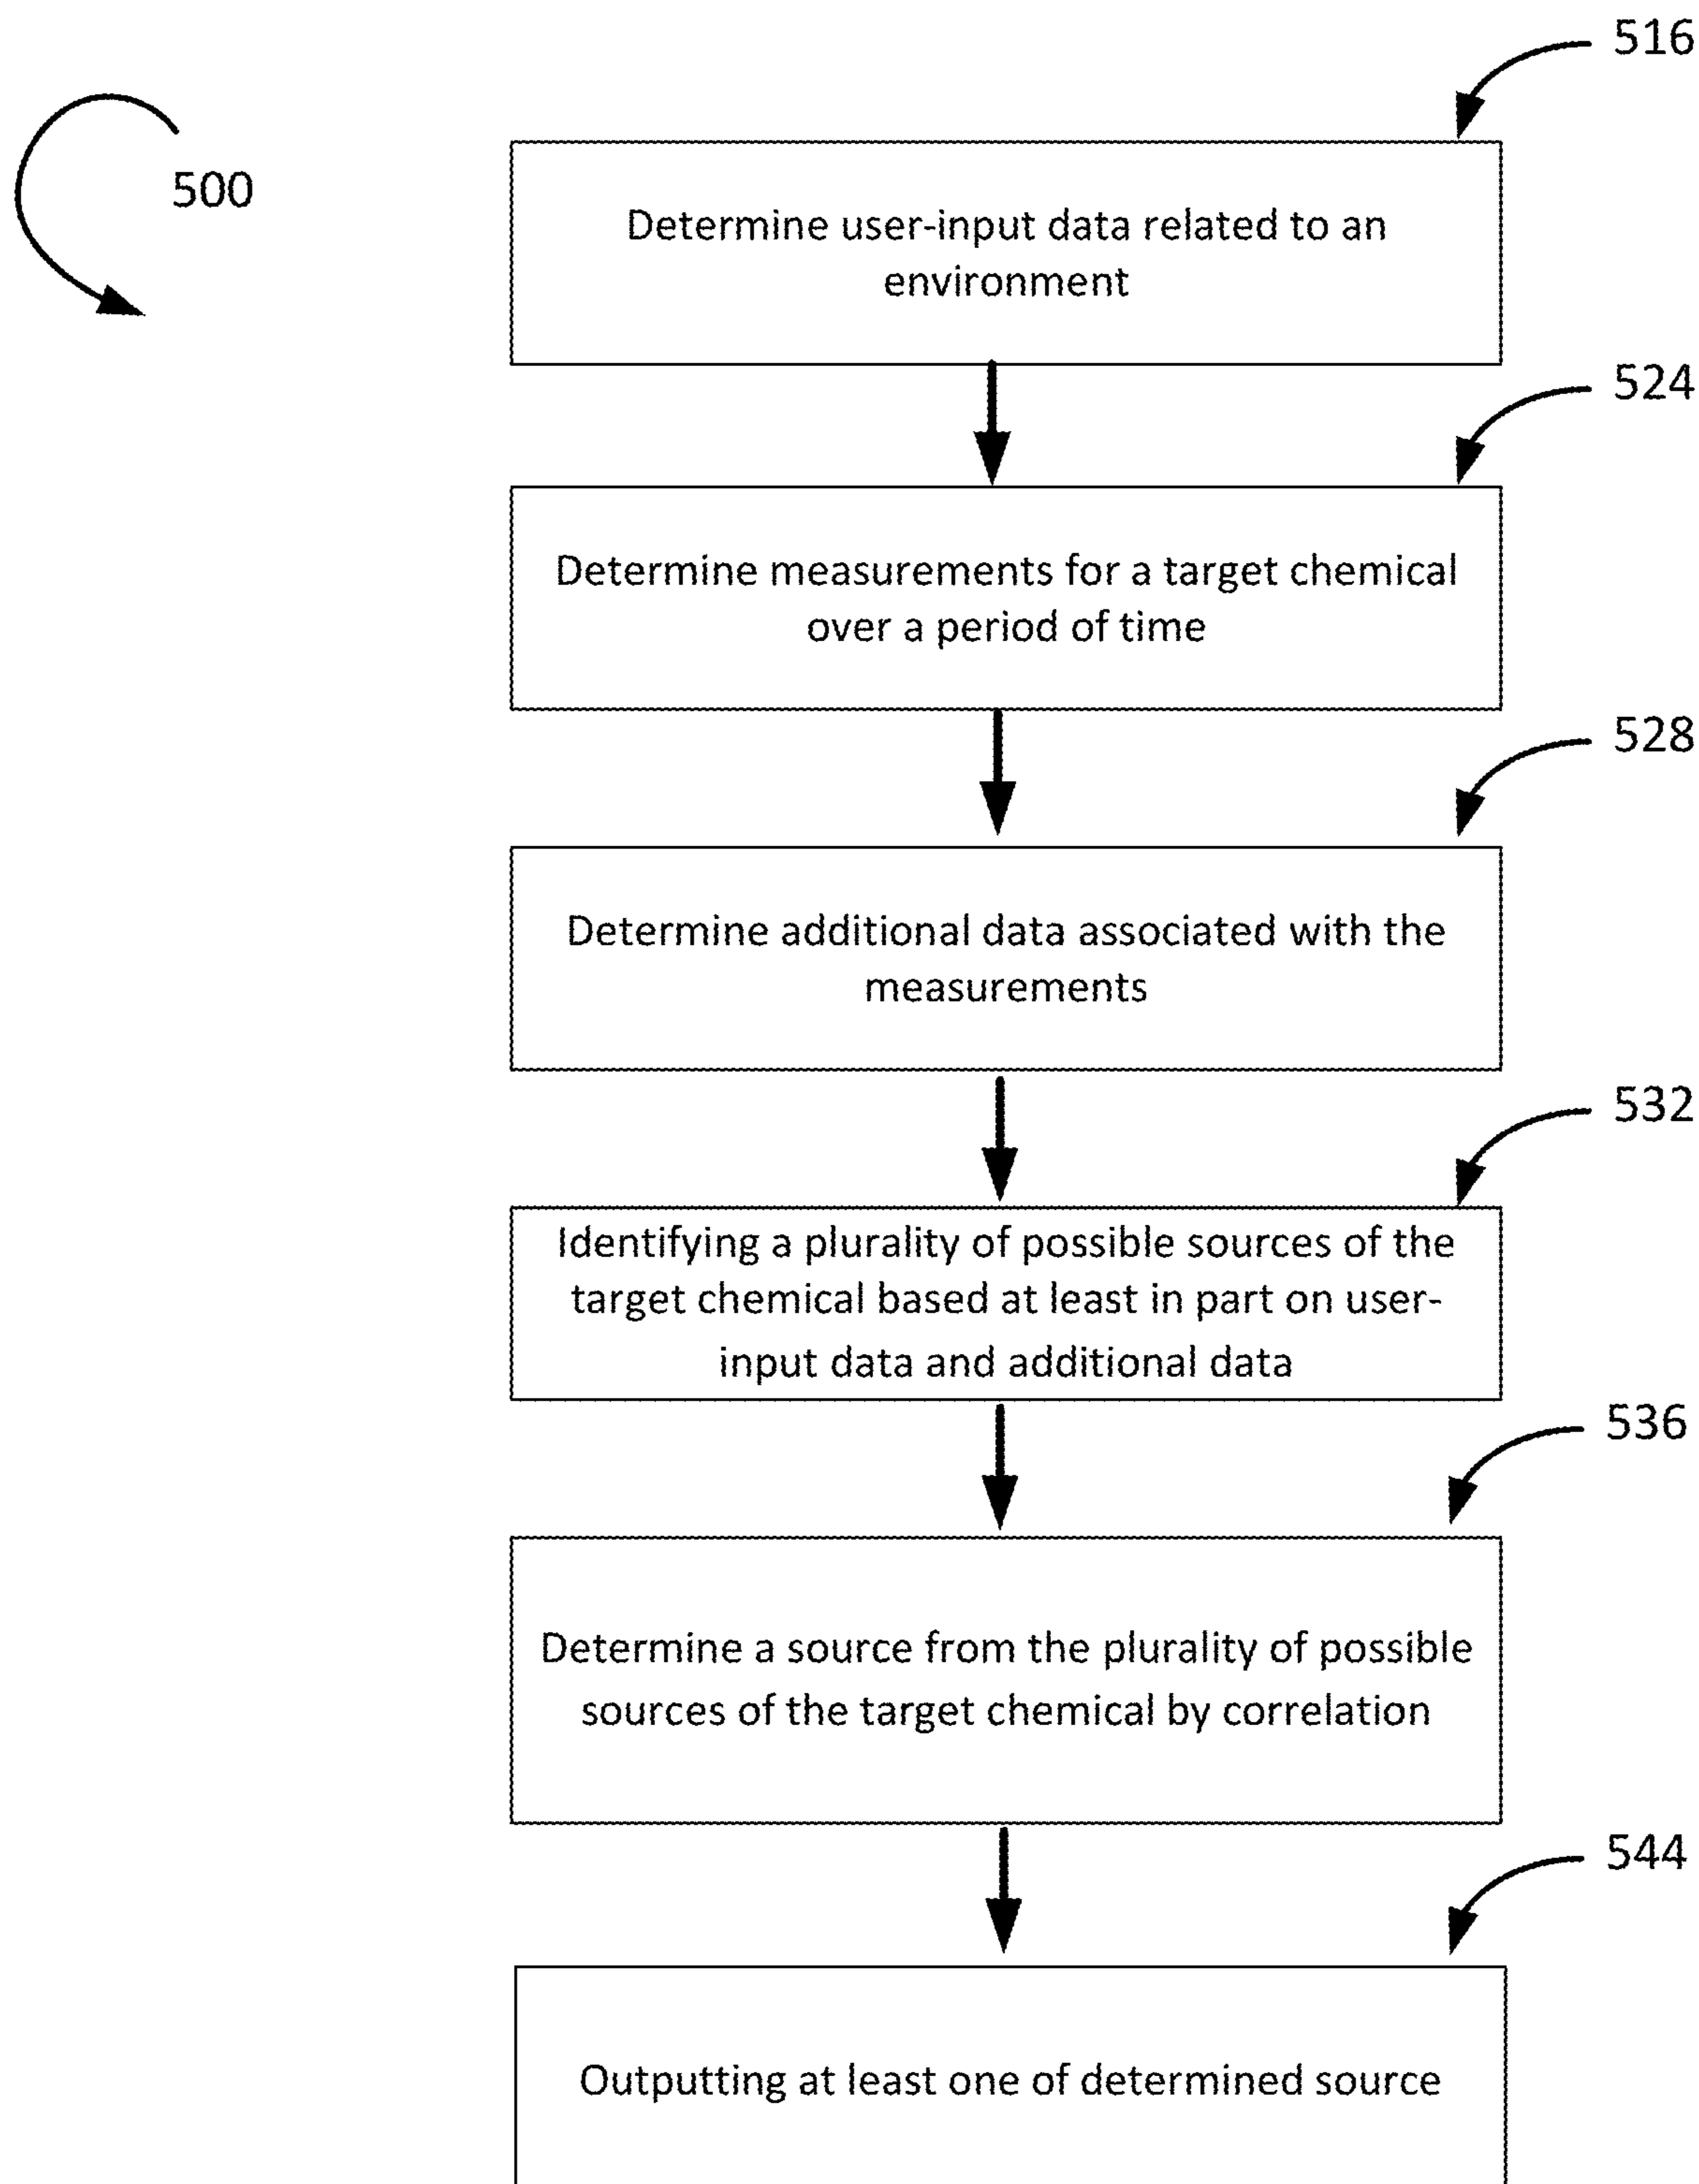 516
500
Determine user-input data related to an
environment
524
Determine measurements for a target chemical
over a period of time
528
Determine additional data associated with the
measurements
532
Identifying a plurality of possible sources of the
target chemical based at least in part on user-
input data and additional data
536
Determine a source from the plurality of possible
sources of the target chemical by correlation
544
Outputting at least one of determined source